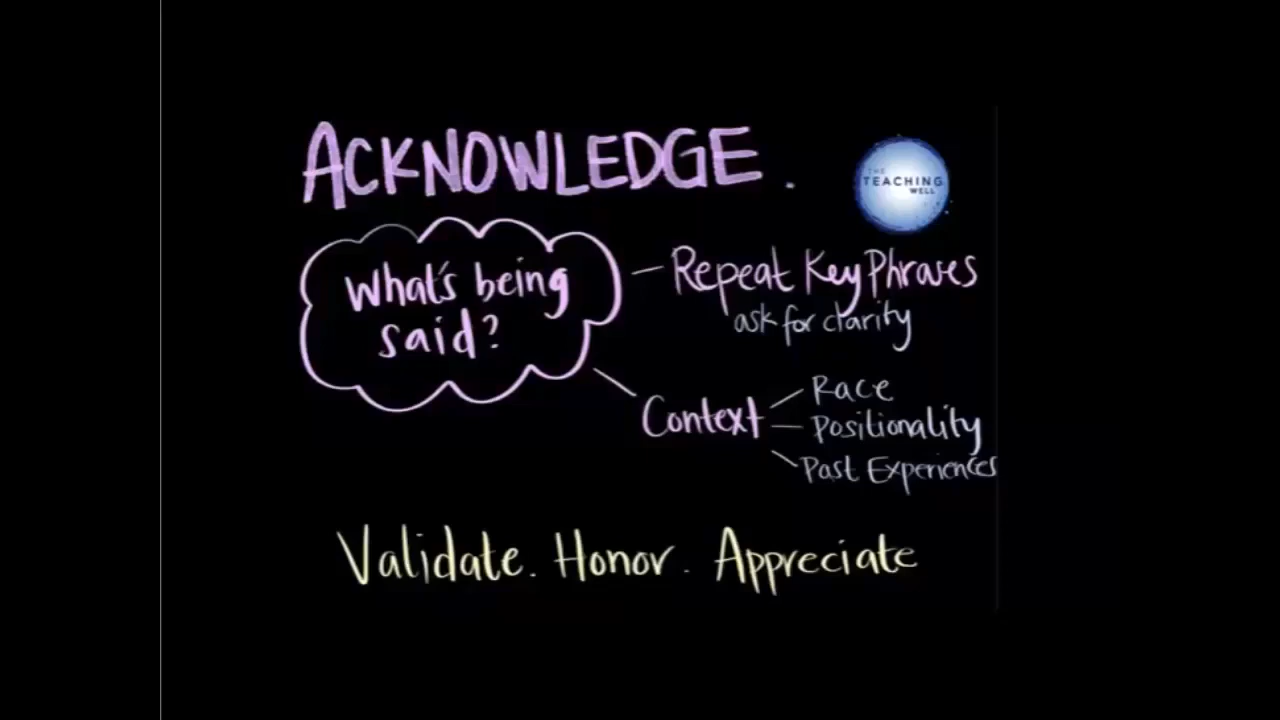 ACKNOWLEDGE.
THE
TEACHING
WELL
What's being
said?
Repeat Key Phrases
ask for clarity
Context
Race
Positionality
Past Experiences
Validate. Honor. Appreciate